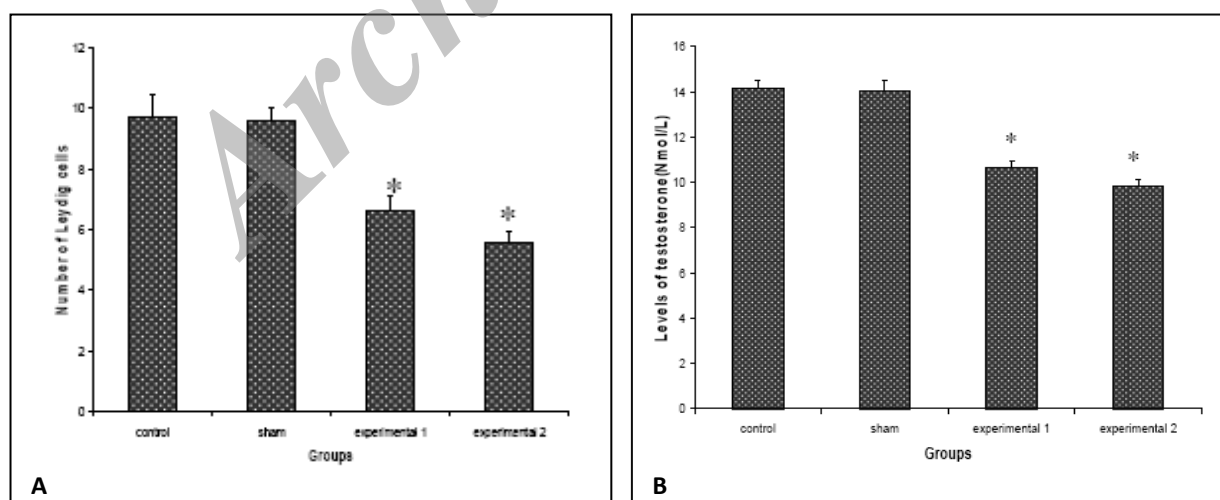 Arch
12
10
8
6
4
2
0
Number of Leydig cells
*
*
control
sham
experimental 1
experimental 2
Groups
A
16
14
12
10
8
6
4
2
0
Levels of testosterone(Nmol/L)
*
*
control
sham
experimental 1
experimental 2
Groups
B